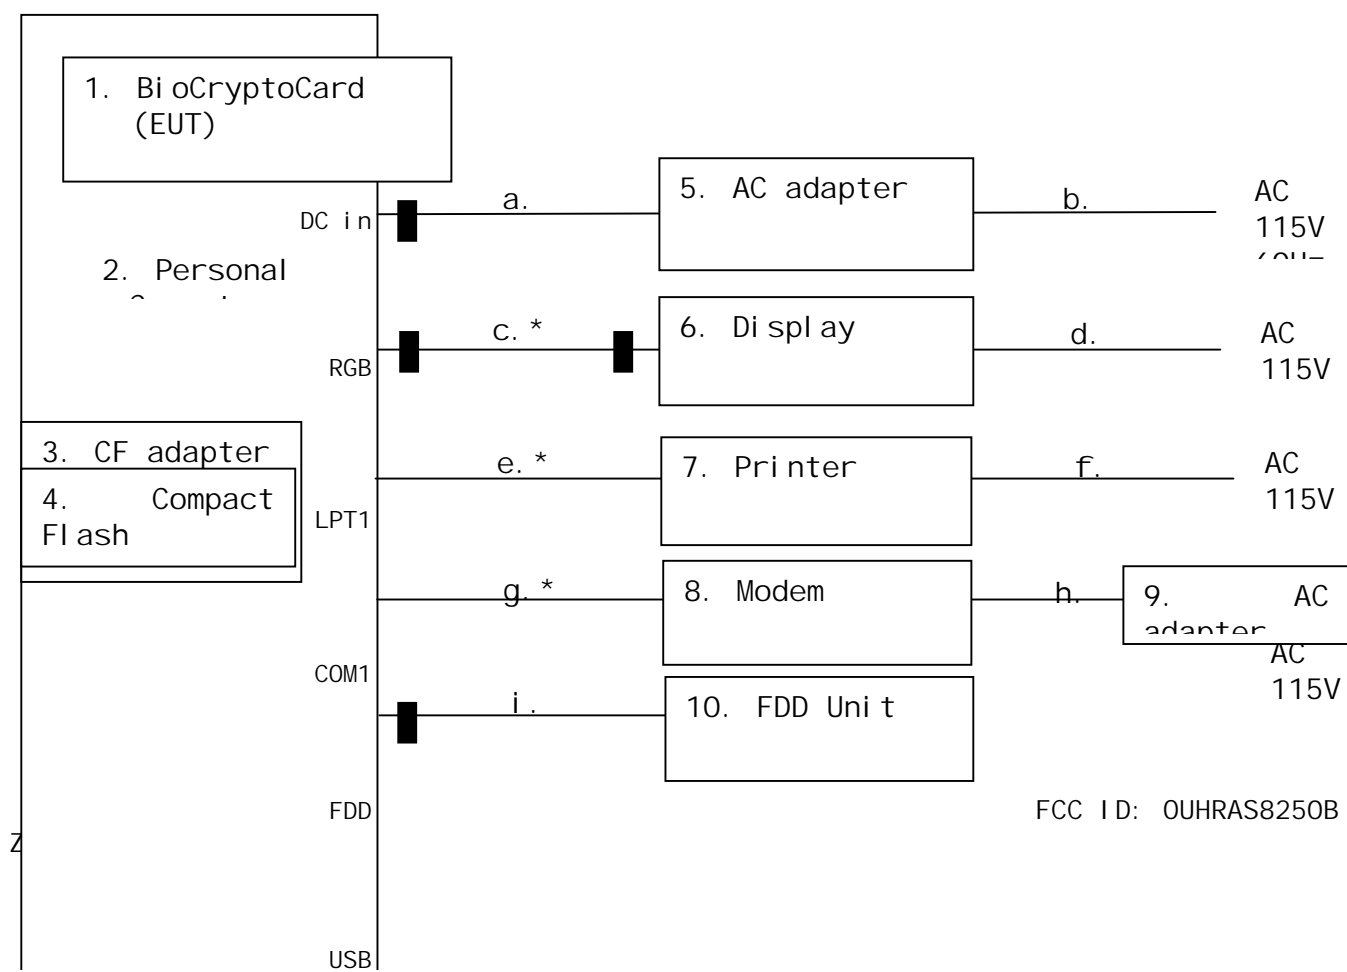 1. BioCryptoCard
(EUT)
a.
5. AC adapter
b.
AC
115V
DC in
2. Personal
c.*
6. Display
d.
AC
115V
RGB
3. CF adapter
4. Compact
Flash
LPT1
e.*
7. Printer
f.
AC
115V
g.*
8. Modem
h.
9. AC
adapter
AC
115V
COM1
i.
10. FDD Unit
FDD
FCC ID: OUHRAS8250B
Z
USB